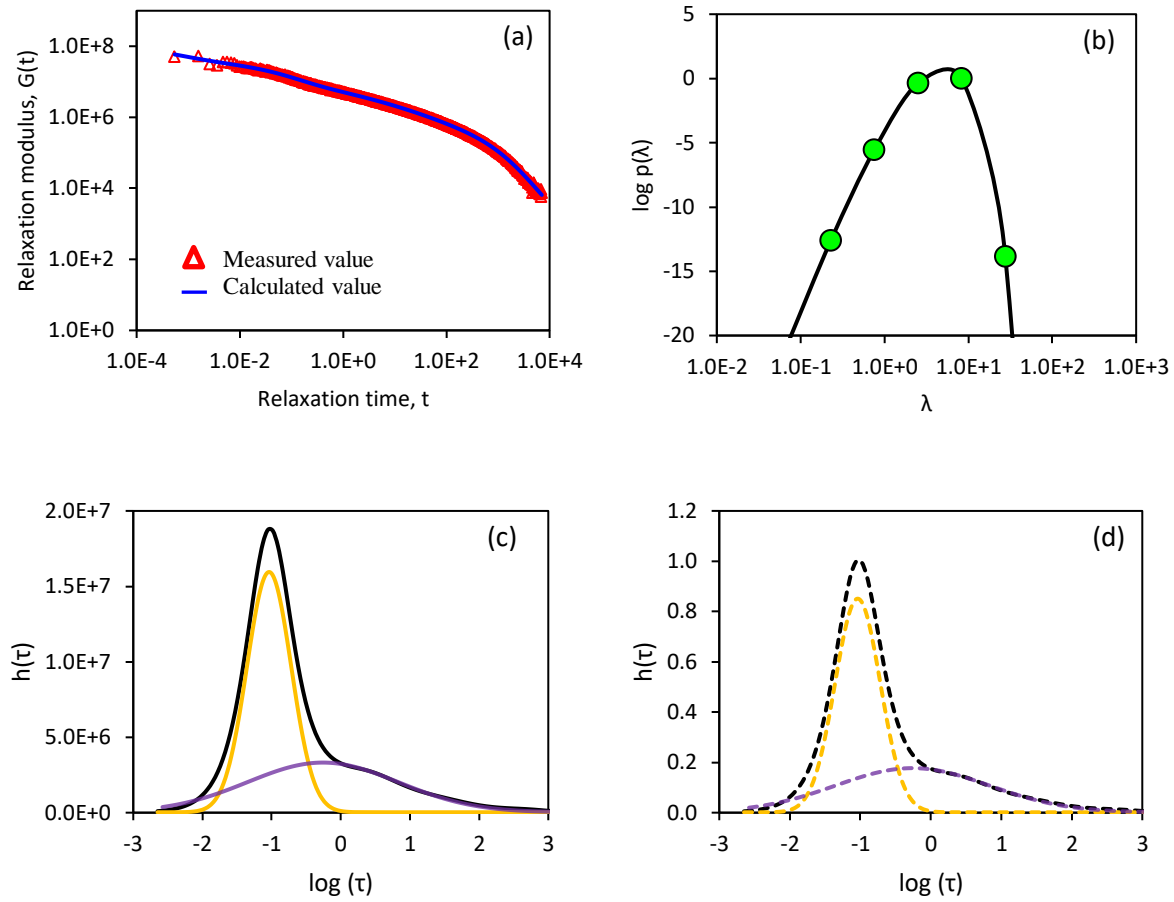 (a)
Relaxation modulus, G(t)
1.0E+8
1.0E+6
1.0E+4
1.0E+2
1.0E+0
Measured value
Calculated value
1.0E-4 1.0E-2 1.0E+0 1.0E+2 1.0E+4
Relaxation time, t
(b)
log p(λ)
5
0
-5
-10
-15
-20
1.0E-2 1.0E-1 1.0E+0 1.0E+1 1.0E+2 1.0E+3
λ
(c)
h(τ)
2.0E+7
1.5E+7
1.0E+7
5.0E+6
0.0E+0
-3 -2 -1 0 1 2 3
log (τ)
(d)
h(τ)
1.2
1.0
0.8
0.6
0.4
0.2
0.0
-3 -2 -1 0 1 2 3
log (τ)